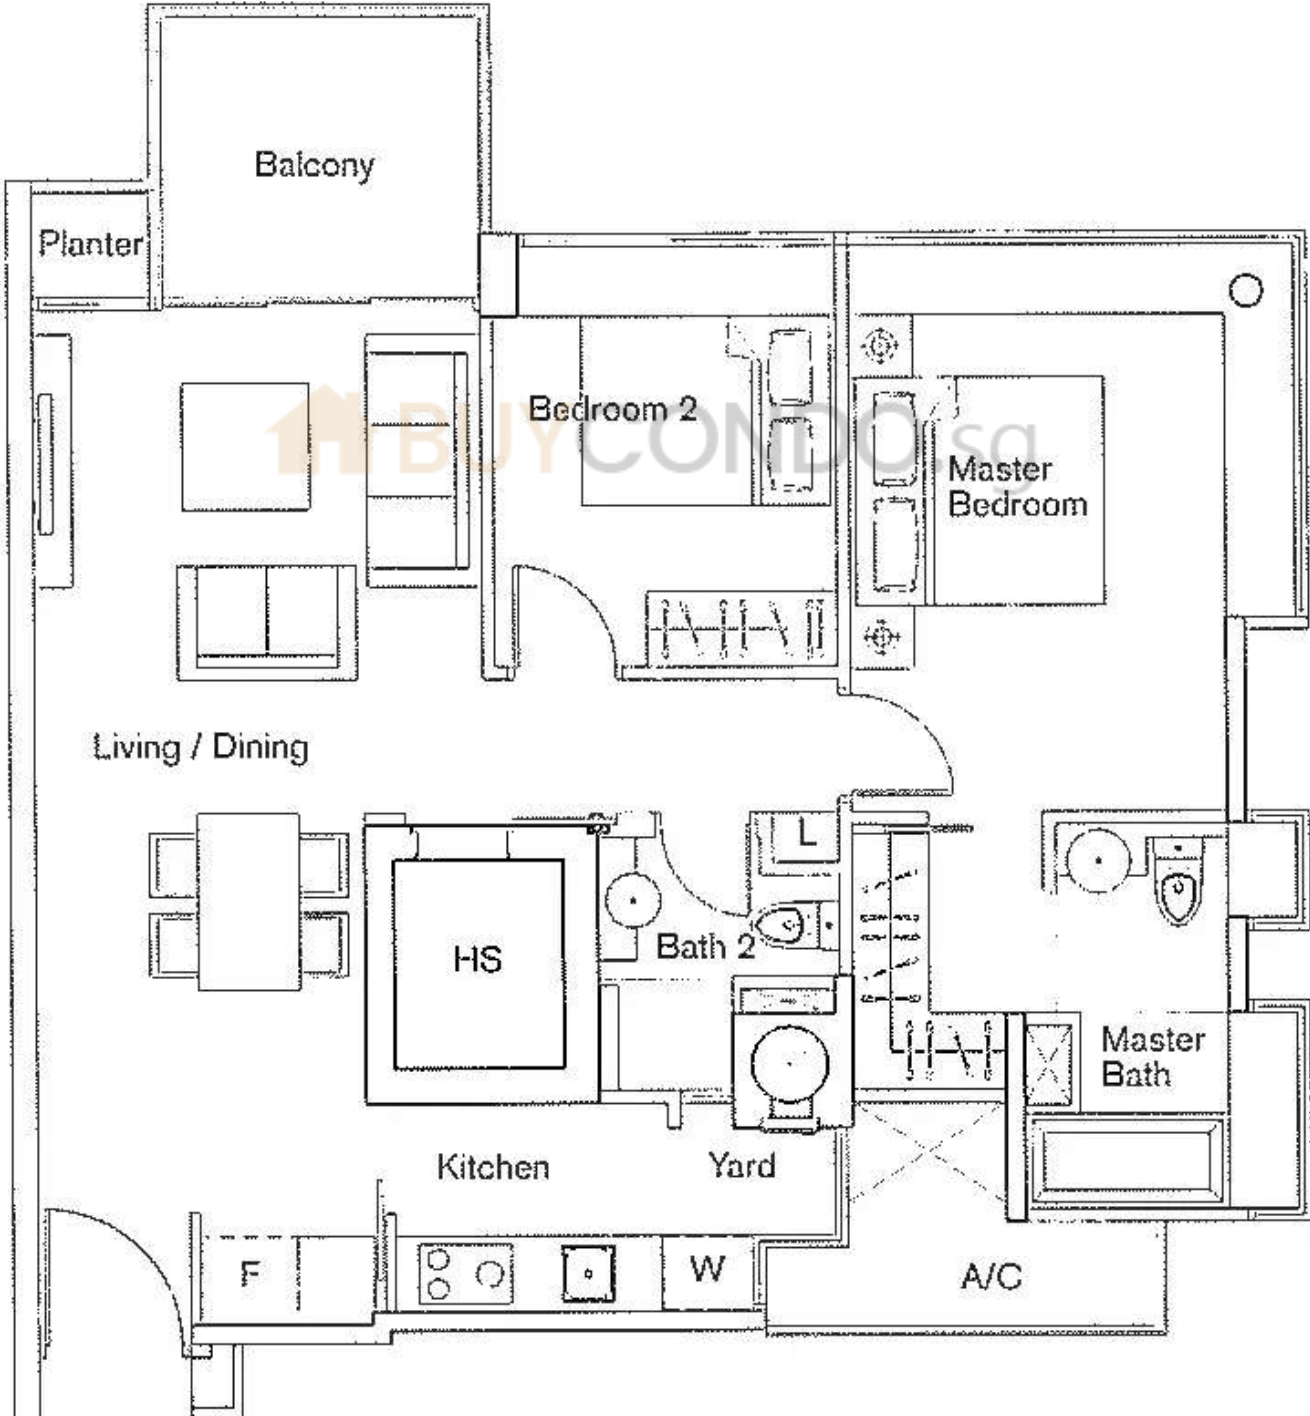 Balcony
Planter
BUYCONDO.sg
Bedroom 2
Master
Bedroom
Living / Dining
L
HS
Bath 2
Master
Bath
Kitchen
Yard
F
W
A/C